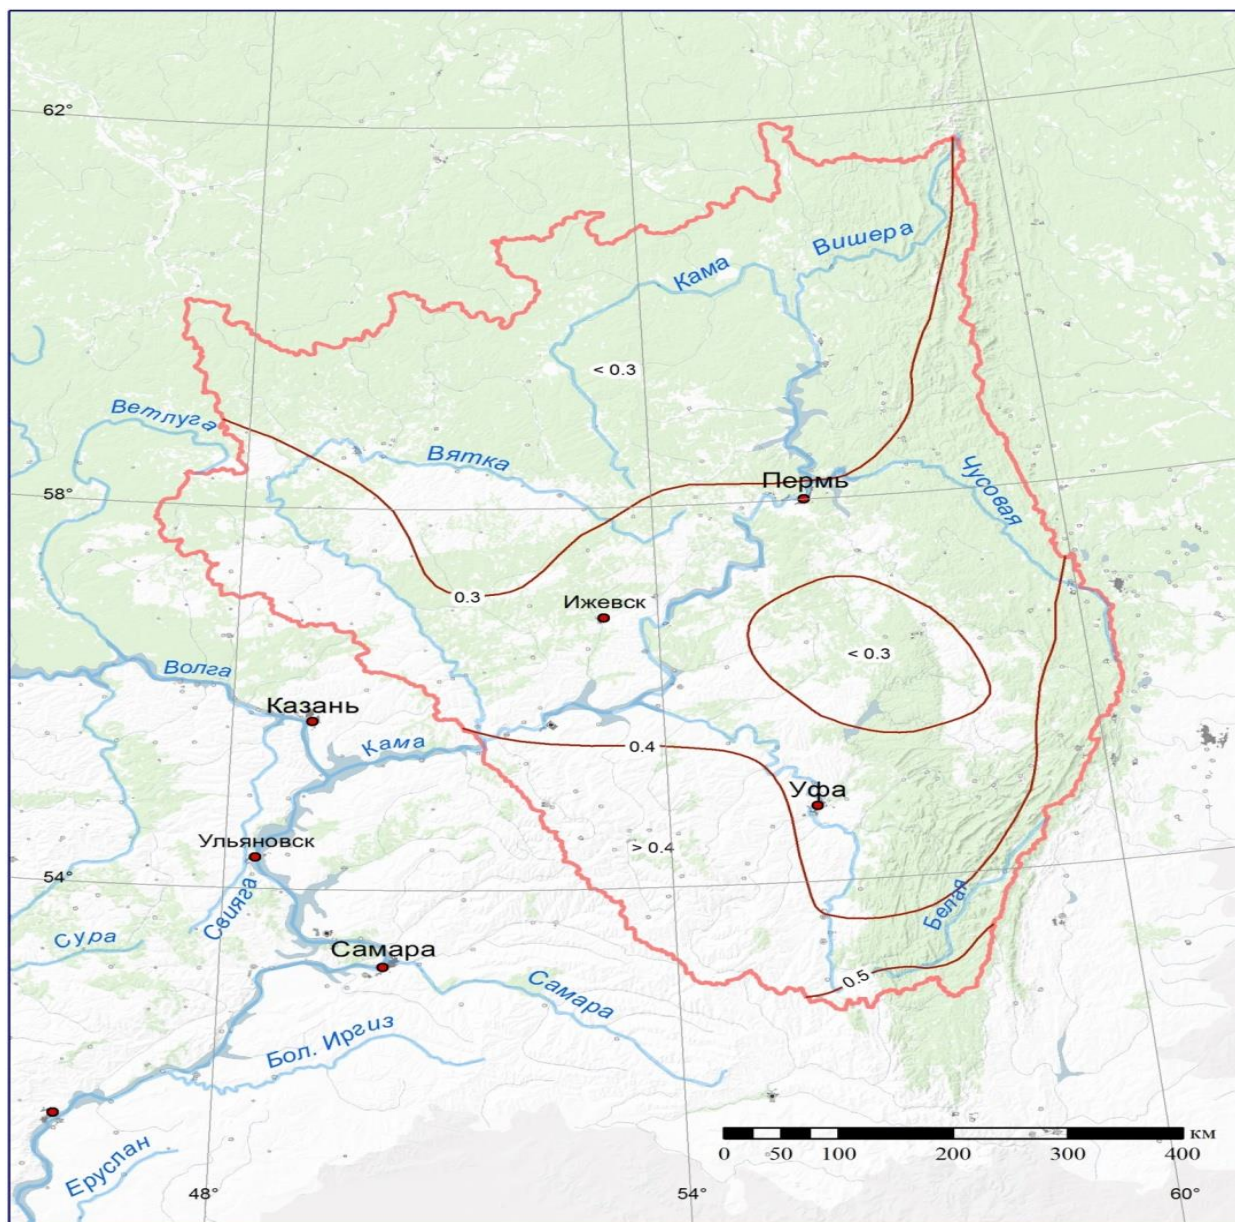 62°
Вишера
Кама
< 0.3
Ветлуга
Вятка
Чусовая
Пермь
58°
0.3
Ижевск
< 0.3
Волга
Казань
Кама
0.4
Уфа
Ульяновск
> 0.4
54°
Свияга
Белая
Сура
Самара
0.5
Самара
Бол. Иргиз
км
0 50 100 200 300 400
Еруслан
48° 54° 60°